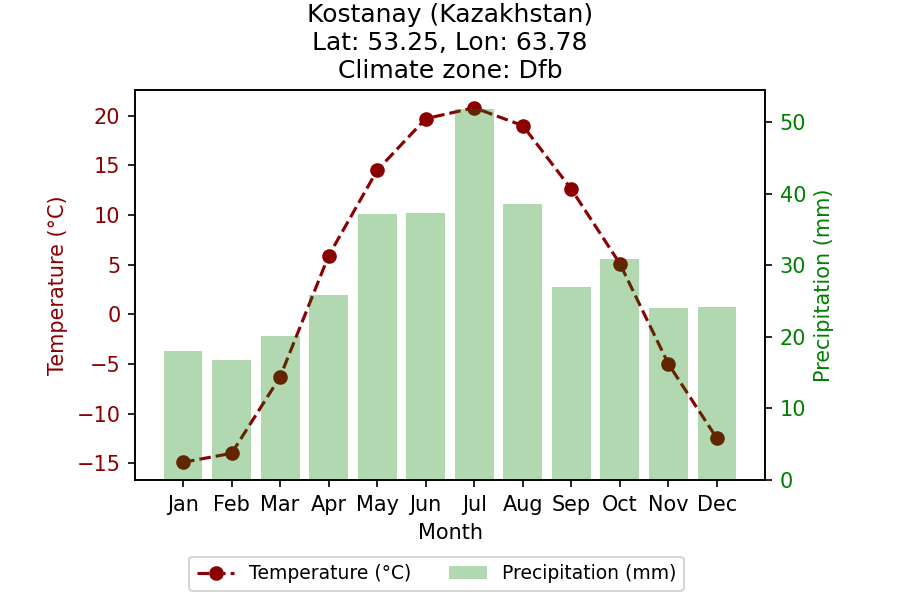 Kostanay (Kazakhstan)
Lat: 53.25, Lon: 63.78
Climate zone: Dfb
20
15
10
5
0
−5
−10
−15
Temperature (°C)
50
40
30
20
10
0
Precipitation (mm)
Jan Feb Mar Apr May Jun Jul Aug Sep Oct Nov Dec
Month
Temperature (°C) Precipitation (mm)